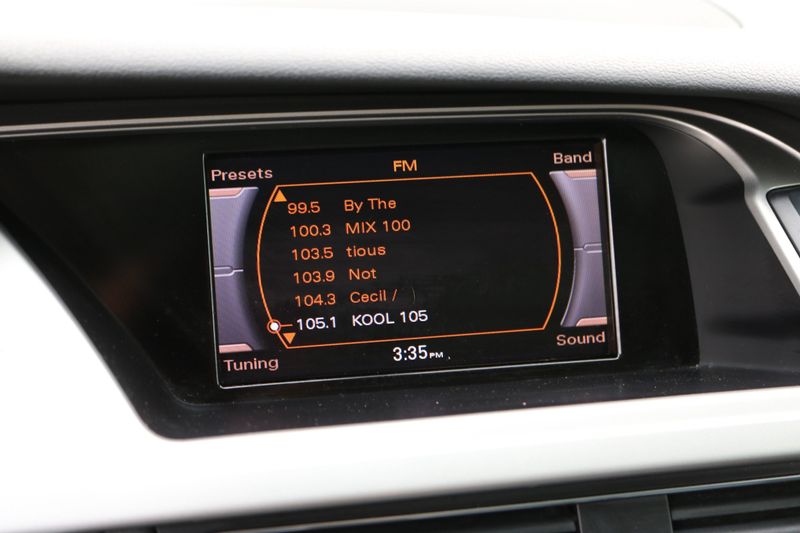 FM
Presets
Band
99.5 By The
100.3 MIX 100
103.5 tious
103.9 Not
104.3 Cecil /
105.1 KOOL 105
Tuning
Sound
3:35 PM